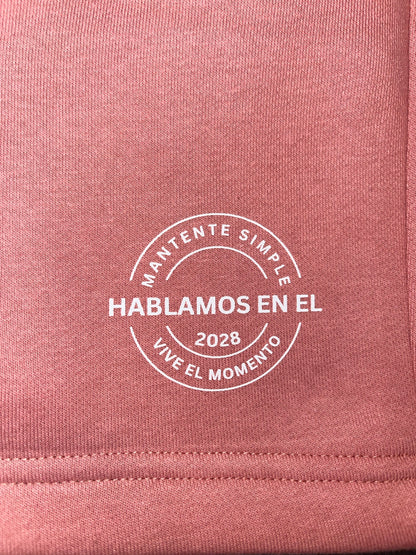 MANTENTE SIMPLE
HABLAMOS EN EL
2028
VIVE EL MOMENTO